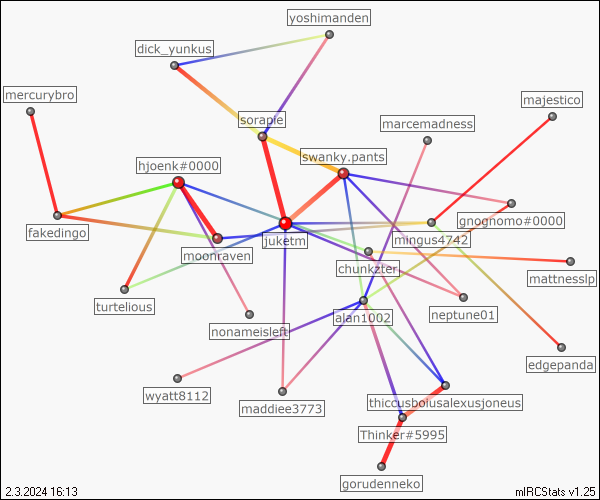 yoshimanden
dick_yunkus
mercurybro
majestico
sorapie
marcemadness
swanky.pants
hjoenk#0000
gnognomo#0000
fakedingo
mingus4742
juketm
moonraven
chunkzter
mattnesslp
turtelious
neptune01
alan1002
nonameisleft
edgepanda
wyatt8112
thiccusboiusalexusjoneus
maddiee3773
Thinker#5995
gorudenneko
2.3.2024 16:13
mIRCStats v1.25